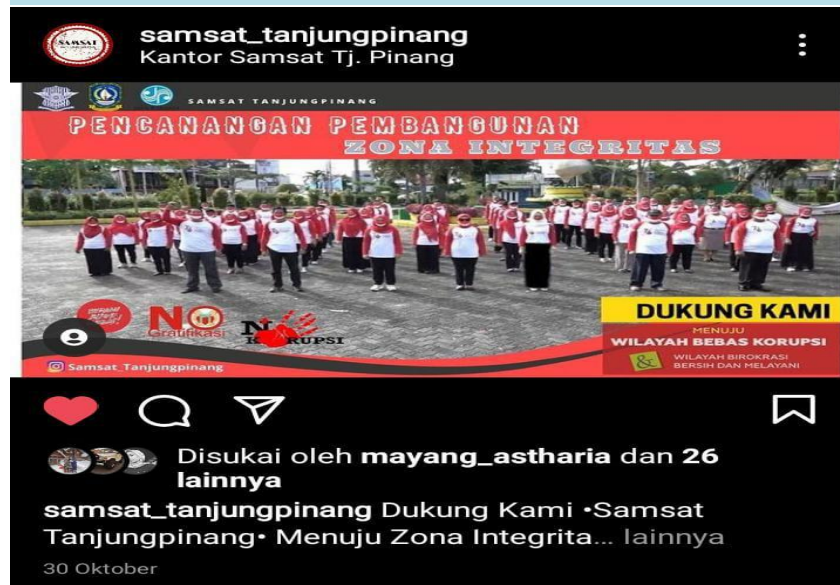 SAMSAT
samsat_tanjungpinang
Kantor Samsat Tj. Pinang
SAMSAT TANJUNGPINANG
PENCANANGAN PEMBANGUNAN
ZONA INTEGRITAS
NO
Gratifikasi
NO
KORUPSI
DUKUNG KAMI
MENUJU
WILAYAH BEBAS KORUPSI
&
WILAYAH BIROKRASI
BERSIH DAN MELAYANI
Samsat_Tanjungpinang
Disukai oleh mayang_astharia dan 26
lainnya
samsat_tanjungpinang Dukung Kami •Samsat
Tanjungpinang• Menuju Zona Integrita... lainnya
30 Oktober